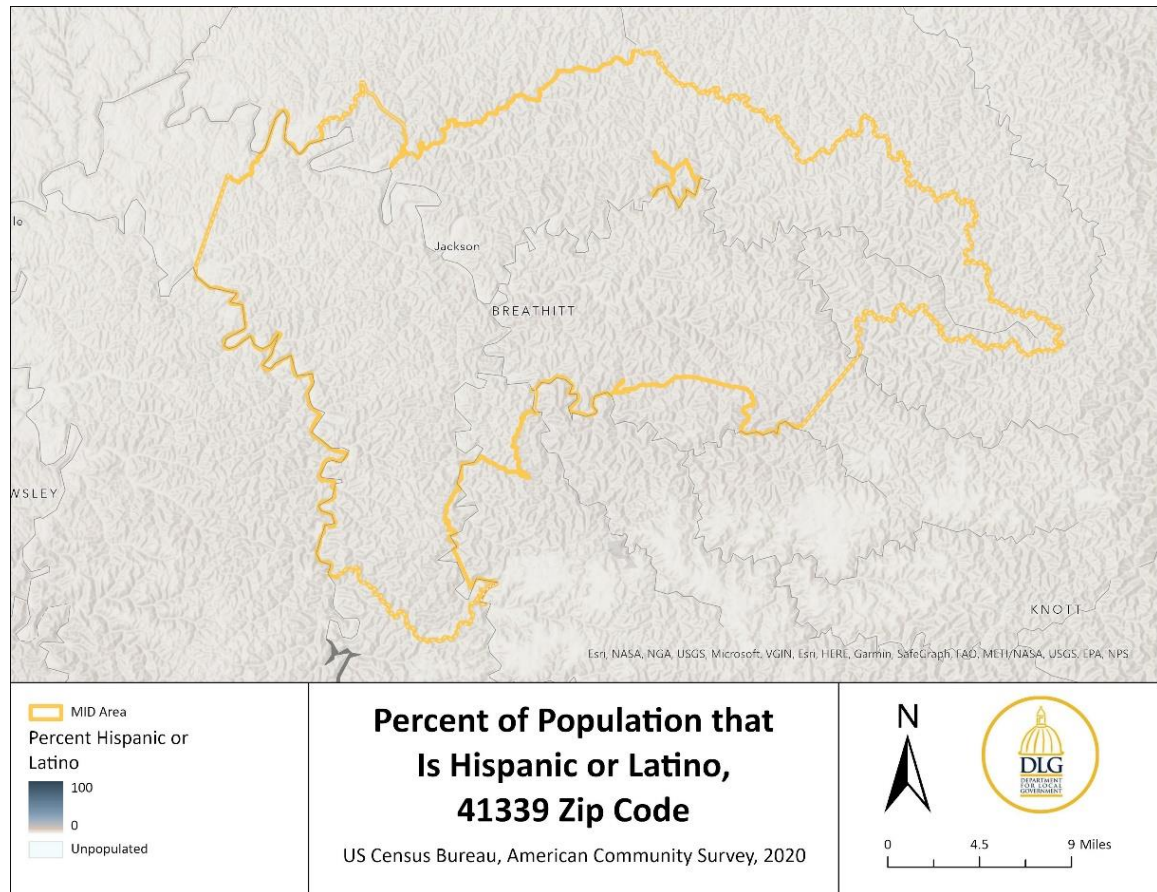 le
Jackson
BREATHITT
WSLEY
KNOTT
Esri, NASA, NGA, USGS, Microsoft, VGIN, Esri, HERE, Garmin, SafeGraph, FAO, METI/NASA, USGS, EPA, NPS
MID Area
Percent Hispanic or
Latino
100
0
Unpopulated
Percent of Population that
Is Hispanic or Latino,
41339 Zip Code
US Census Bureau, American Community Survey, 2020
N
DLG
DEPARTMENT
FOR LOCAL
GOVERNMENT
0 4.5 9 Miles